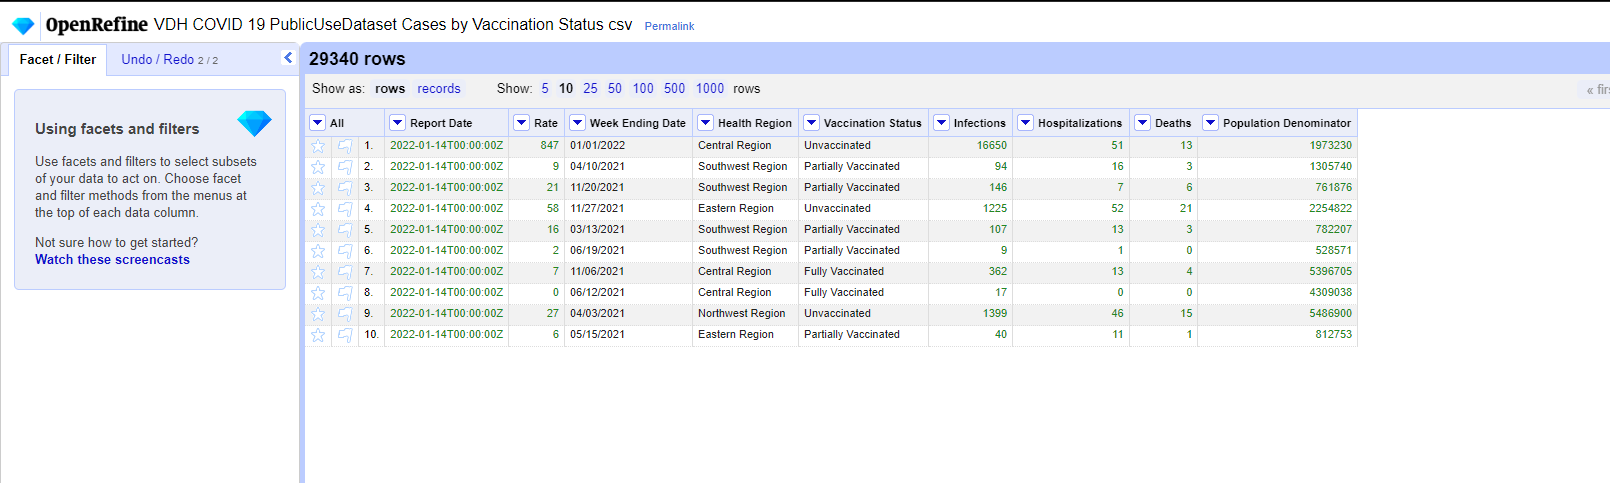 OpenRefine VDH COVID 19 PublicUseDataset Cases by Vaccination Status csv Permalink
Facet / Filter Undo / Redo 2 / 2
Using facets and filters
Use facets and filters to select subsets
of your data to act on. Choose facet
and filter methods from the menus at
the top of each data column.
Not sure how to get started?
Watch these screencasts
29340 rows
Show as: rows records Show: 5 10 25 50 100 500 1000 rows « firs
All Report Date Rate Week Ending Date Health Region Vaccination Status Infections Hospitalizations Deaths Population Denominator
1. 2022-01-14T00:00:00Z 847 01/01/2022 Central Region Unvaccinated 16650 51 13 1973230
2. 2022-01-14T00:00:00Z 9 04/10/2021 Southwest Region Partially Vaccinated 94 16 3 1305740
3. 2022-01-14T00:00:00Z 21 11/20/2021 Southwest Region Partially Vaccinated 146 7 6 761876
4. 2022-01-14T00:00:00Z 58 11/27/2021 Eastern Region Unvaccinated 1225 52 21 2254822
5. 2022-01-14T00:00:00Z 16 03/13/2021 Southwest Region Partially Vaccinated 107 13 3 782207
6. 2022-01-14T00:00:00Z 2 06/19/2021 Southwest Region Partially Vaccinated 9 1 0 528571
7. 2022-01-14T00:00:00Z 7 11/06/2021 Central Region Fully Vaccinated 362 13 4 5396705
8. 2022-01-14T00:00:00Z 0 06/12/2021 Central Region Fully Vaccinated 17 0 0 4309038
9. 2022-01-14T00:00:00Z 27 04/03/2021 Northwest Region Unvaccinated 1399 46 15 5486900
10. 2022-01-14T00:00:00Z 6 05/15/2021 Eastern Region Partially Vaccinated 40 11 1 812753